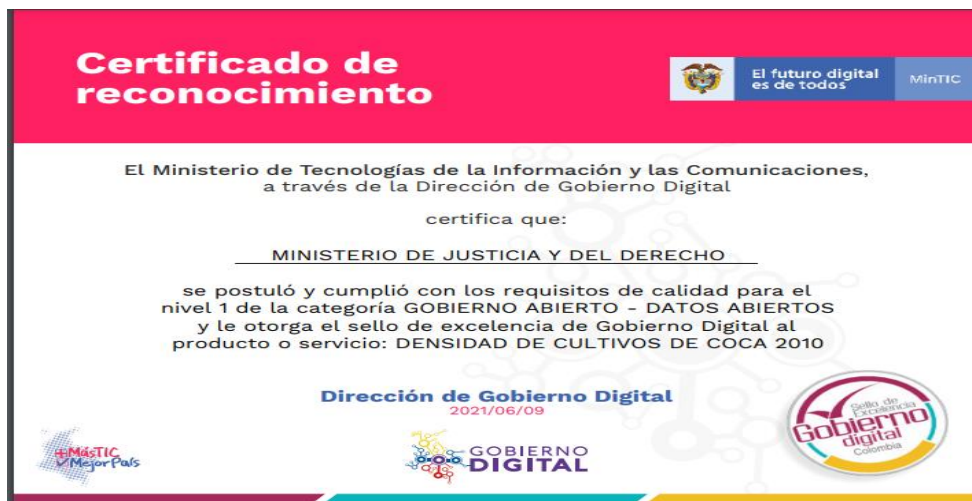 Certificado de
reconocimiento
El futuro digital
es de todos
MinTIC
El Ministerio de Tecnologías de la Información y las Comunicaciones,
a través de la Dirección de Gobierno Digital
certifica que:
MINISTERIO DE JUSTICIA Y DEL DERECHO
se postuló y cumplió con los requisitos de calidad para el
nivel 1 de la categoría GOBIERNO ABIERTO - DATOS ABIERTOS
y le otorga el sello de excelencia de Gobierno Digital al
producto o servicio: DENSIDAD DE CULTIVOS DE COCA 2010
Dirección de Gobierno Digital
2021/06/09
+MásTIC
MejorPaís
GOBIERNO
DIGITAL
Sello de
Excelencia
Gobierno
digital
Colombia